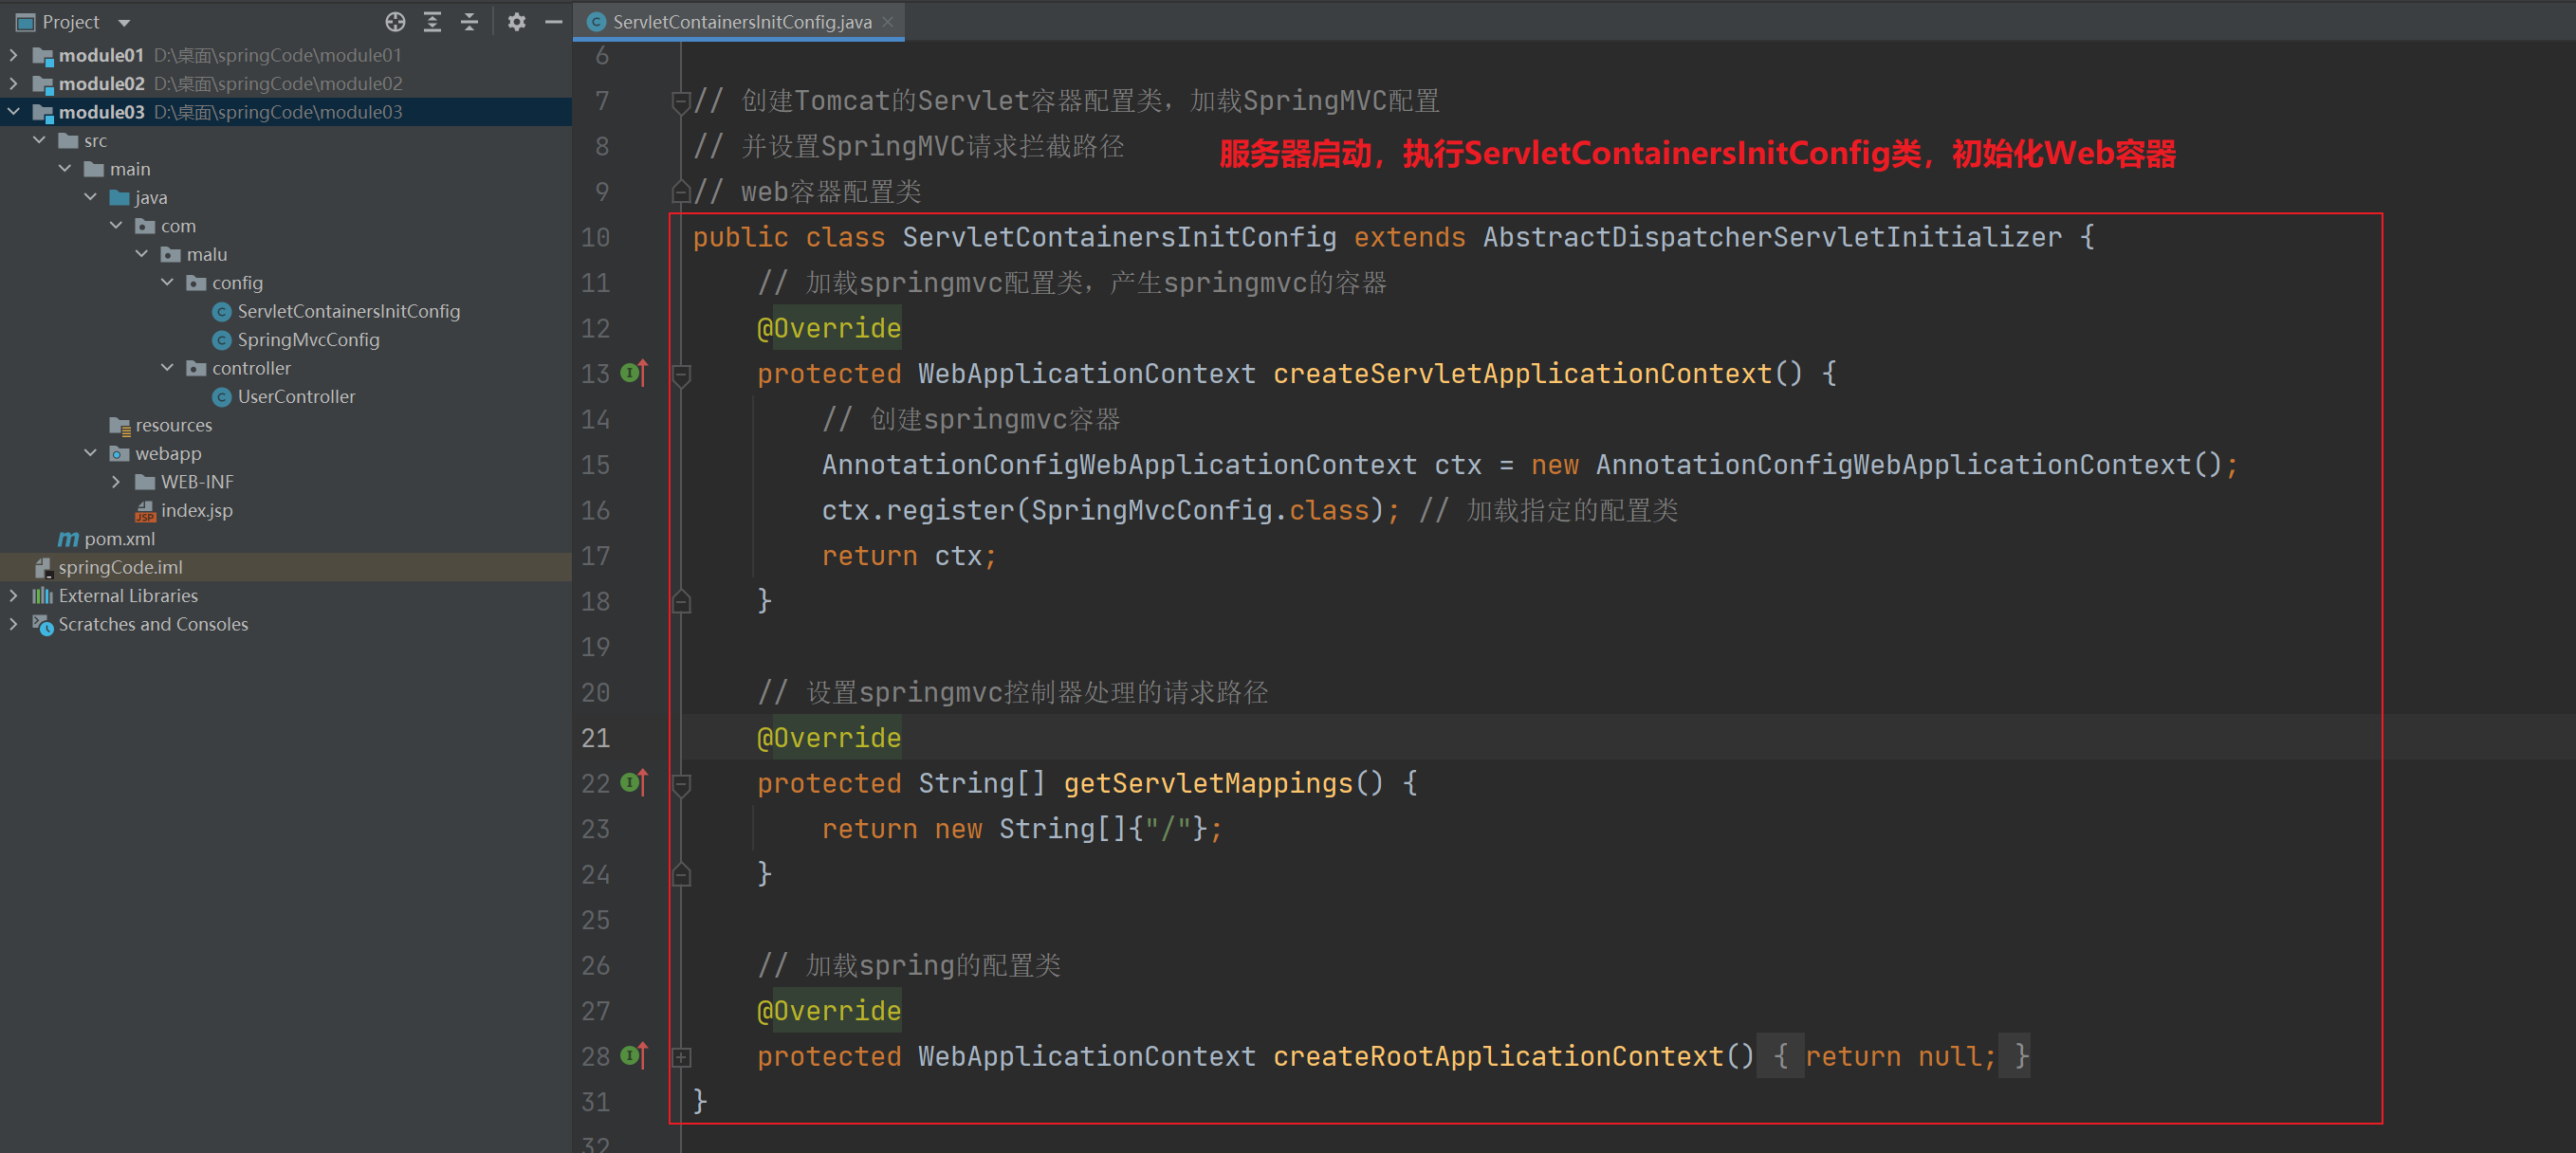 Project
module01 D:\桌面\springCode\module01
module02 D:\桌面\springCode\module02
module03 D:\桌面\springCode\module03
src
main
java
com
malu
config
ServletContainersInitConfig
SpringMvcConfig
controller
UserController
resources
webapp
WEB-INF
index.jsp
pom.xml
springCode.iml
External Libraries
Scratches and Consoles
ServletContainersInitConfig.java
6
7 // 创建Tomcat的Servlet容器配置类，加载SpringMVC配置
8 // 并设置SpringMVC请求拦截路径
服务器启动，执行ServletContainersInitConfig类，初始化Web容器
9 // web容器配置类
10 public class ServletContainersInitConfig extends AbstractDispatcherServletInitializer {
11 // 加载springmvc配置类，产生springmvc的容器
12 @Override
13 protected WebApplicationContext createServletApplicationContext() {
14 // 创建springmvc容器
15 AnnotationConfigWebApplicationContext ctx = new AnnotationConfigWebApplicationContext();
16 ctx.register(SpringMvcConfig.class); // 加载指定的配置类
17 return ctx;
18 }
19
20 // 设置springmvc控制器处理的请求路径
21 @Override
22 protected String[] getServletMappings() {
23 return new String[]{"/"};
24 }
25
26 // 加载spring的配置类
27 @Override
28 protected WebApplicationContext createRootApplicationContext() { return null; }
31 }
32